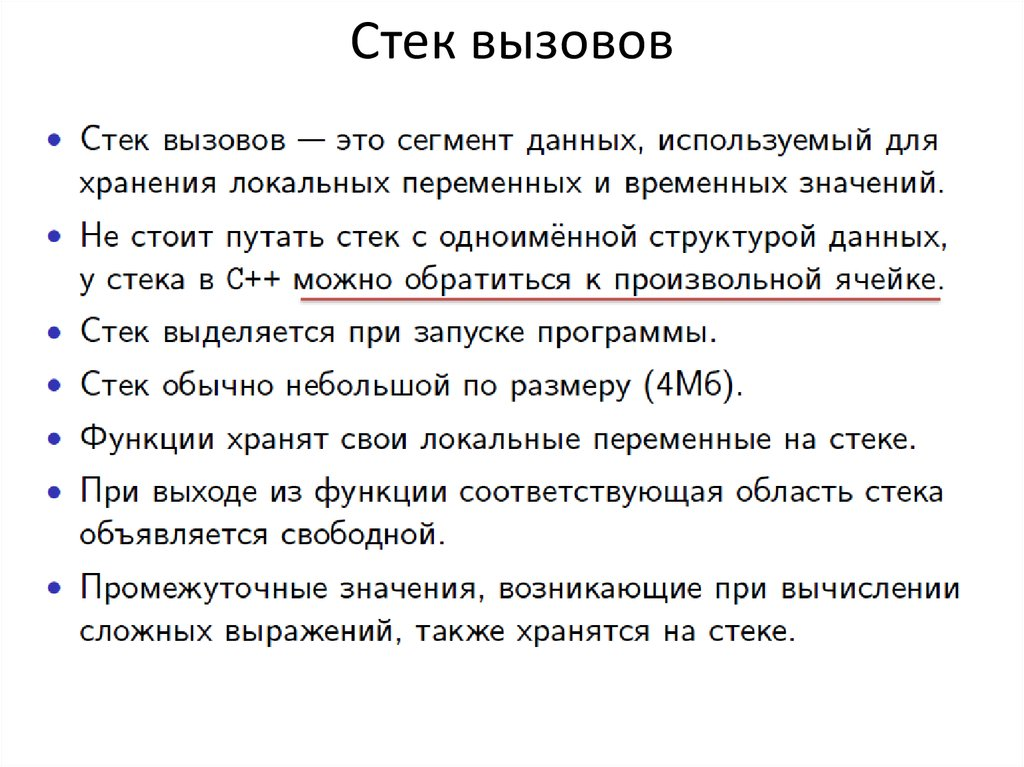 Стек вызовов
• Стек вызовов — это сегмент данных, используемый для
хранения локальных переменных и временных значений.
• Не стоит путать стек с одноимённой структурой данных,
у стека в C++ можно обратиться к произвольной ячейке.
• Стек выделяется при запуске программы.
• Стек обычно небольшой по размеру (4Мб).
• Функции хранят свои локальные переменные на стеке.
• При выходе из функции соответствующая область стека
объявляется свободной.
• Промежуточные значения, возникающие при вычислении
сложных выражений, также хранятся на стеке.